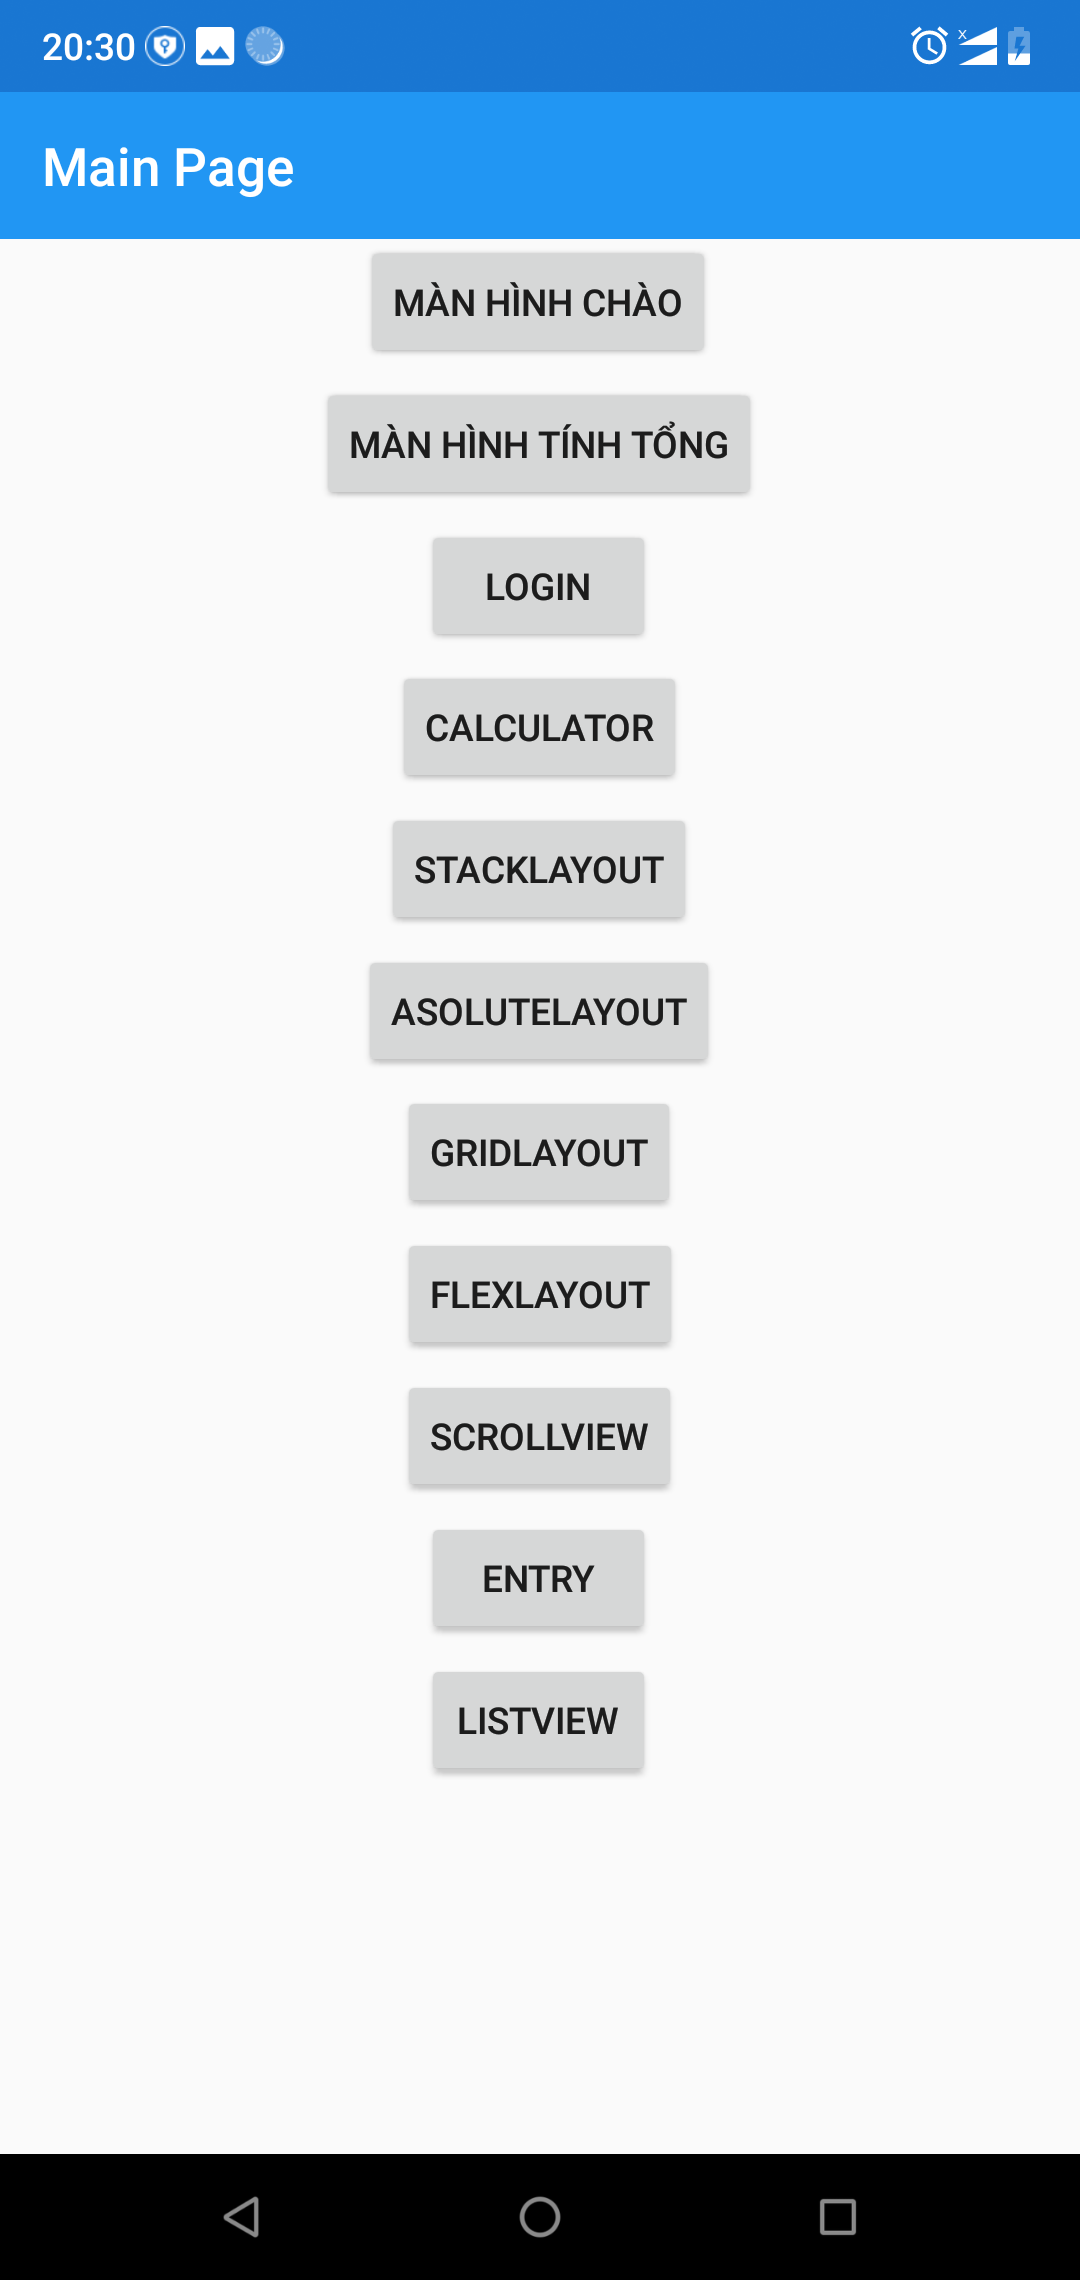 20:30
Main Page
MÀN HÌNH CHÀO
MÀN HÌNH TÍNH TỔNG
LOGIN
CALCULATOR
STACKLAYOUT
ASOLUTELAYOUT
GRIDLAYOUT
FLEXLAYOUT
SCROLLVIEW
ENTRY
LISTVIEW